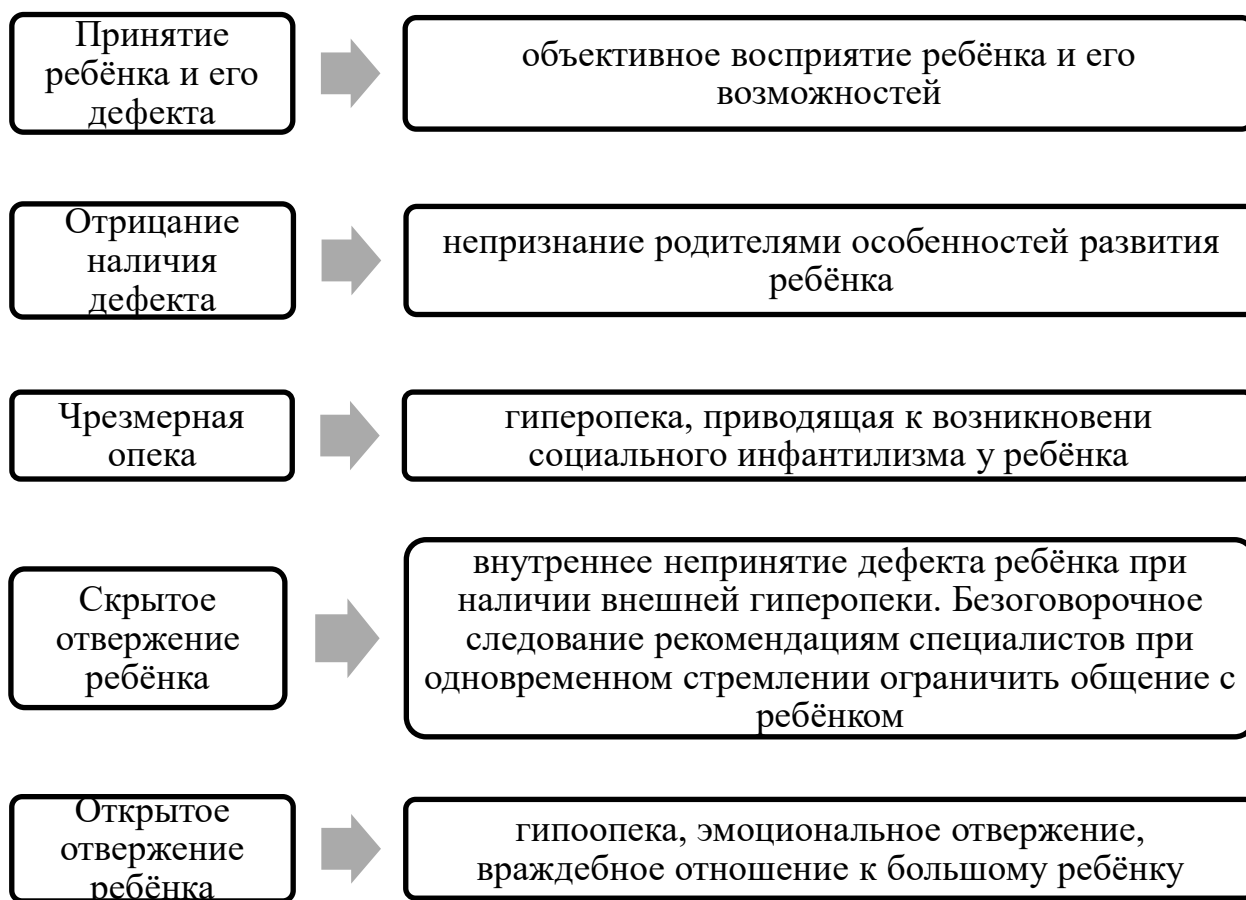 Принятие
ребёнка и его
дефекта
объективное восприятие ребёнка и его
возможностей
Отрицание
наличия
дефекта
непризнание родителями особенностей развития
ребёнка
Чрезмерная
опека
гиперопека, приводящая к возникновени
социального инфантилизма у ребёнка
Скрытое
отвержение
ребёнка
внутреннее непринятие дефекта ребёнка при
наличии внешней гиперопеки. Безоговорочное
следование рекомендациям специалистов при
одновременном стремлении ограничить общение с
ребёнком
Открытое
отвержение
ребёнка
гипоопека, эмоциональное отвержение,
враждебное отношение к большому ребёнку